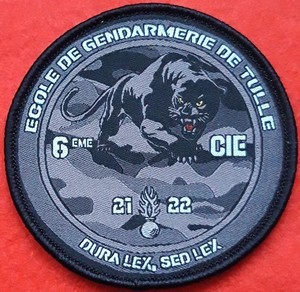 ECOLE DE GENDARMERIE DE TULLE
6EME CIE
21 22
DURA LEX, SED LEX